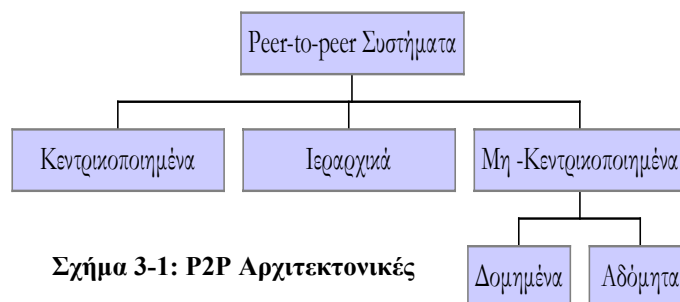 Peer-to-peer Συστήματα
Κεντρικοποιημένα
Ιεραρχικά
Μη -Κεντρικοποιημένα
Δομημένα
Αδόμητα
Σχήμα 3-1: P2P Αρχιτεκτονικές